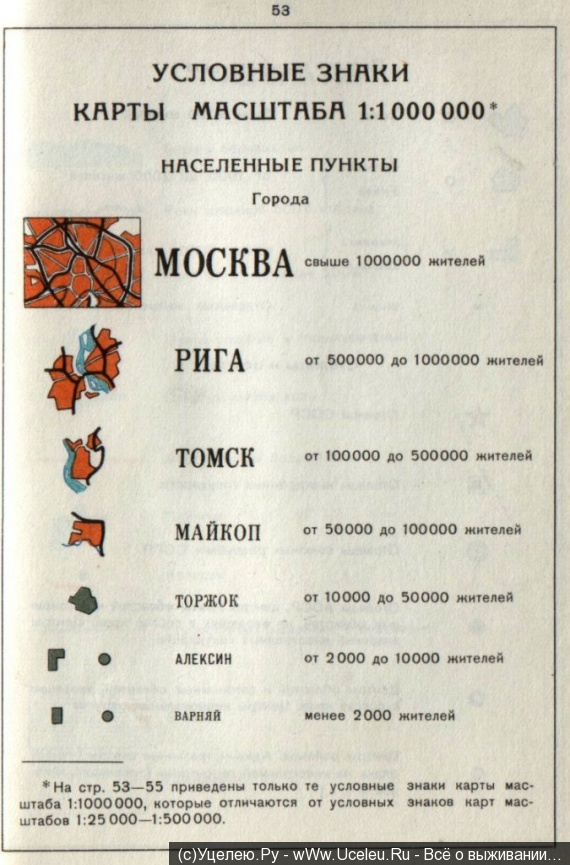 53
УСЛОВНЫЕ ЗНАКИ
КАРТЫ МАСШТАБА 1:1 000 000*
НАСЕЛЕННЫЕ ПУНКТЫ
Города
МОСКВА свыше 1000000 жителей
РИГА от 500000 до 1000000 жителей
ТОМСК от 100000 до 500000 жителей
МАЙКОП от 50000 до 100000 жителей
ТОРЖОК от 10000 до 50000 жителей
АЛЕКСИН от 2000 до 10000 жителей
ВАРНЯЙ менее 2000 жителей
*На стр. 53—55 приведены только те условные знаки карты мас-
штаба 1:1000000, которые отличаются от условных знаков карт мас-
штабов 1:25 000—1:500 000.
(с)Уцелею.Ру - wWw.Uceleu.Ru - Всё о выживании...